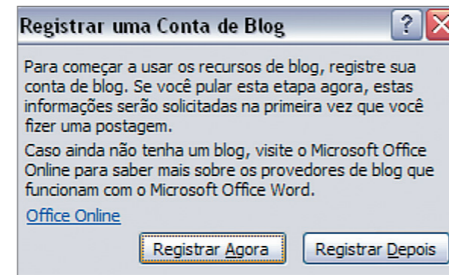 Registrar uma Conta de Blog
Para começar a usar os recursos de blog, registre sua
conta de blog. Se você pular esta etapa agora, estas
informações serão solicitadas na primeira vez que você
fizer uma postagem.
Caso ainda não tenha um blog, visite o Microsoft Office
Online para saber mais sobre os provedores de blog que
funcionam com o Microsoft Office Word.
Office Online
Registrar Agora Registrar Depois